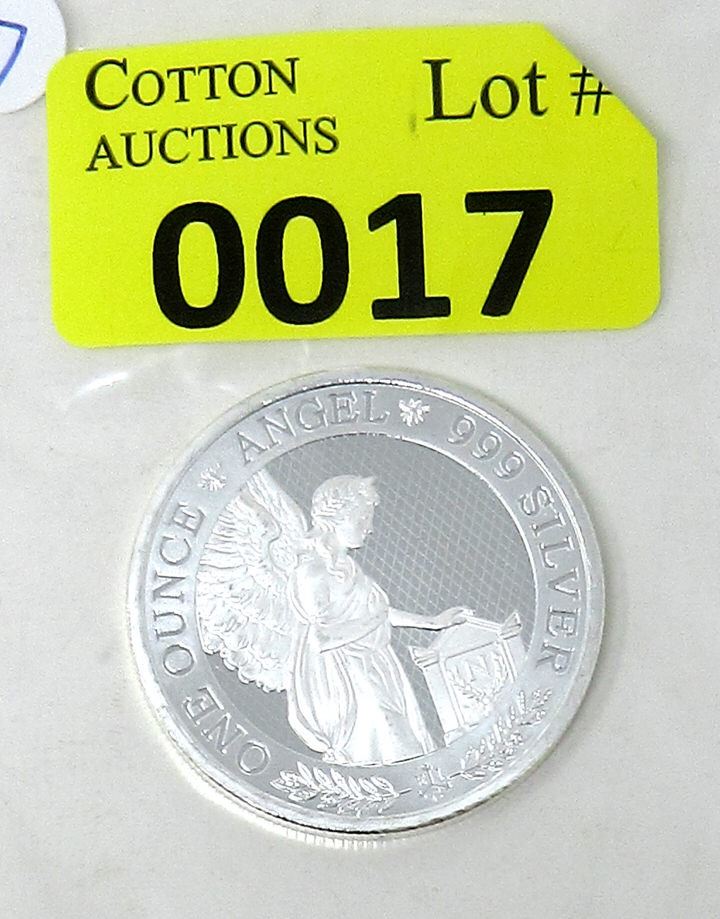 COTTON
AUCTIONS
Lot #
0017
ONE OUNCE ANGEL 999 SILVER
N